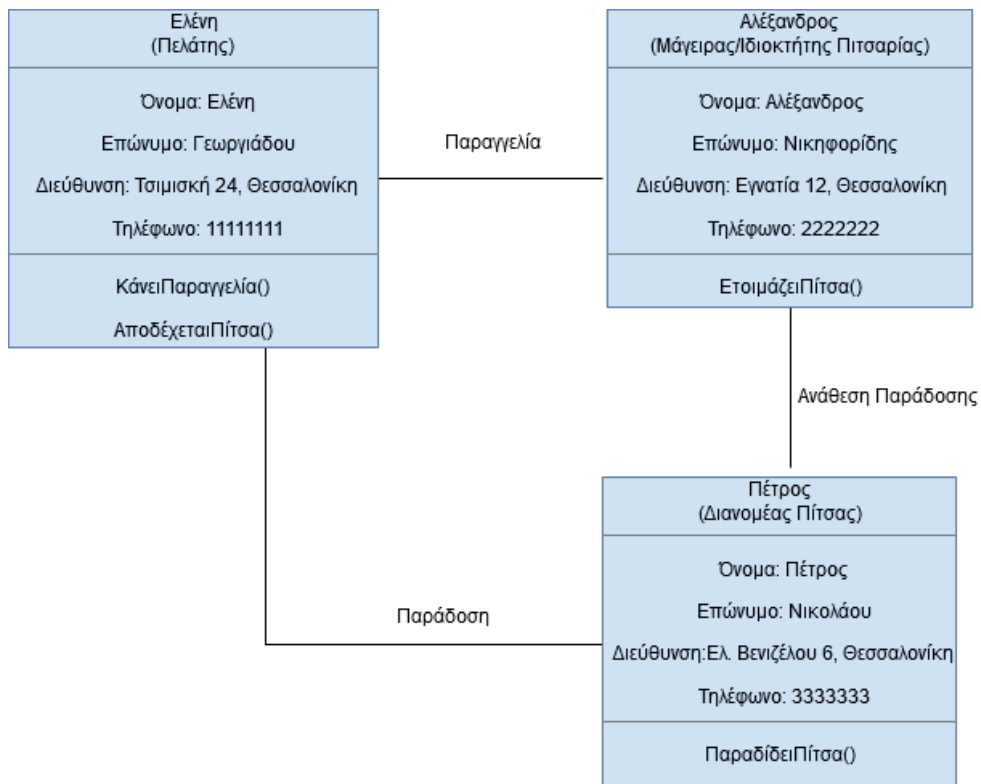 Ελένη
(Πελάτης)
Όνομα: Ελένη
Επώνυμο: Γεωργιάδου
Διεύθυνση: Τσιμισκή 24, Θεσσαλονίκη
Τηλέφωνο: 11111111
ΚάνειΠαραγγελία()
ΑποδέχεταιΠίτσα()
Παραγγελία
Αλέξανδρος
(Μάγειρας/Ιδιοκτήτης Πιτσαρίας)
Όνομα: Αλέξανδρος
Επώνυμο: Νικηφορίδης
Διεύθυνση: Εγνατία 12, Θεσσαλονίκη
Τηλέφωνο: 2222222
ΕτοιμάζειΠίτσα()
Ανάθεση Παράδοσης
Παράδοση
Πέτρος
(Διανομέας Πίτσας)
Όνομα: Πέτρος
Επώνυμο: Νικολάου
Διεύθυνση:Ελ. Βενιζέλου 6, Θεσσαλονίκη
Τηλέφωνο: 3333333
ΠαραδίδειΠίτσα()